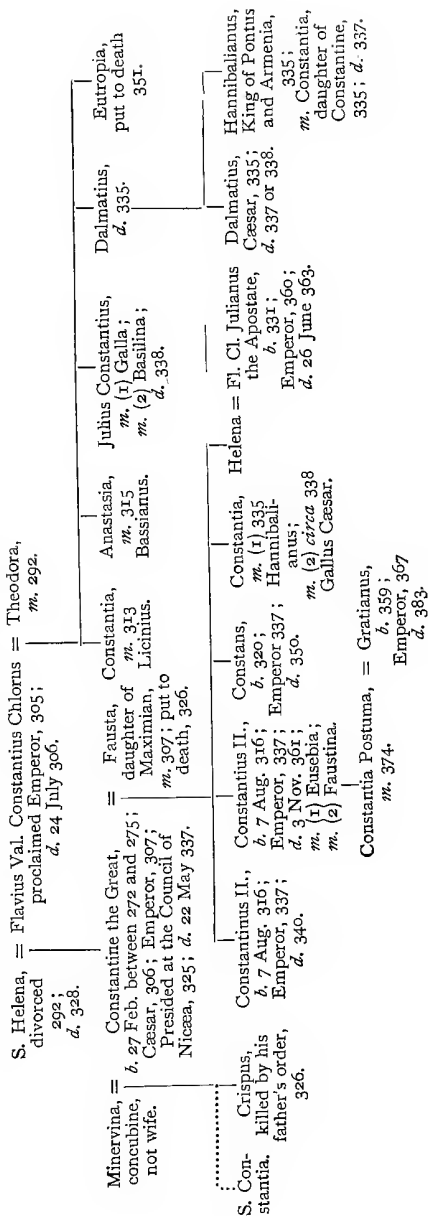 S. Helena,
divorced
292;
d. 328.
= Flavius Val. Constantius Chlorus =
proclaimed Emperor, 305;
d. 24 July 306.
Theodora,
m. 292.
Minervina,
concubine,
not wife.
=
Constantine the Great,
b. 27 Feb. between 272 and 275;
Cæsar, 306; Emperor, 307;
Presided at the Council of
Nicæa, 325; d. 22 May 337.
=
Fausta,
daughter of
Maximian,
m. 307; put to
death, 326.
Constantia,
m. 313
Licinius.
Anastasia,
m. 315
Bassianus.
Julius Constantius,
m. (1) Galla;
m. (2) Basilina;
d. 338.
Dalmatius,
d. 335.
Eutropia,
put to death
351.
S. Con-
stantia.
Crispus,
killed by his
father's order,
326.
Constantinus II.,
b. 7 Aug. 316;
Emperor, 337;
d. 340.
Constantius II.,
b. 7 Aug. 316;
Emperor, 337;
d. 3 Nov. 361;
m. (1) Eusebia;
m. (2) Faustina.
Constans,
b. 320;
Emperor 337;
d. 350.
Constantia,
m. (1) 335
Hannibali-
anus;
m. (2) circa 338
Gallus Cæsar.
Helena = Fl. Cl. Julianus
the Apostate,
b. 331;
Emperor, 360;
d. 26 June 363.
Dalmatius,
Cæsar, 335;
d. 337 or 338.
Hannibalianus,
King of Pontus
and Armenia,
335;
m. Constantia,
daughter of
Constantine,
335; d. 337.
Constantia Postuma, = Gratianus,
m. 374.
b. 359;
Emperor, 367
d. 383.